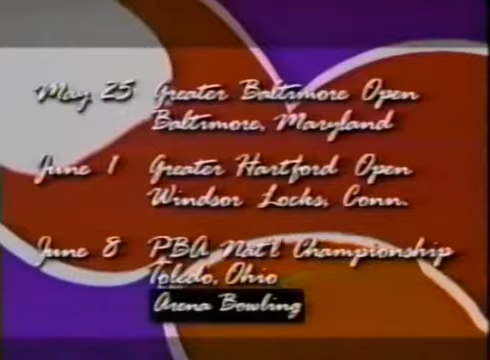 May 25 Greater Baltimore Open
Baltimore, Maryland
June 1 Greater Hartford Open
Windsor Locks, Conn.
June 8 PBA Nat'l Championship
Toledo, Ohio
Arena Bowling